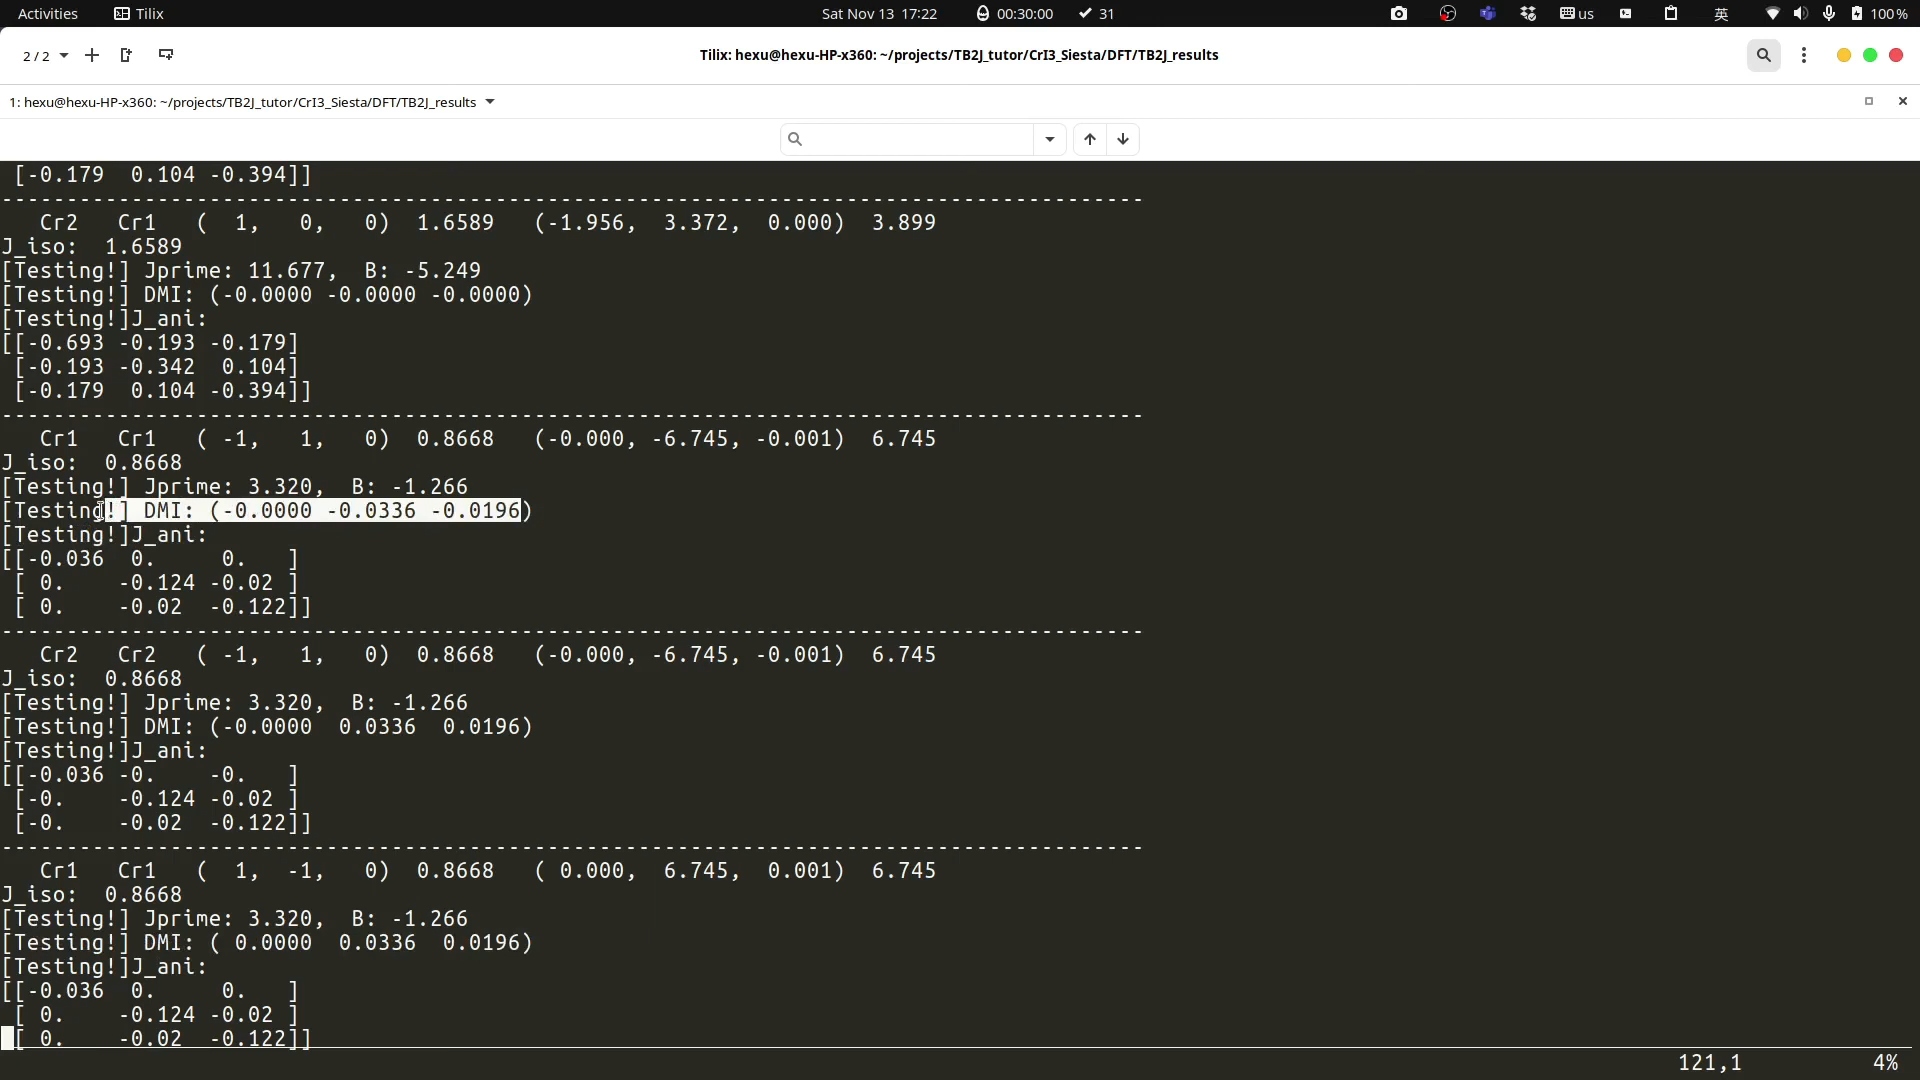 Activities Tilix Sat Nov 13 17:22 00:30:00 31 us 英 100%
2 / 2 Tilix: hexu@hexu-HP-x360: ~/projects/TB2J_tutor/CrI3_Siesta/DFT/TB2J_results
1: hexu@hexu-HP-x360: ~/projects/TB2J_tutor/CrI3_Siesta/DFT/TB2J_results
[-0.179 0.104 -0.394]]
----------------------------------------------------------------------------------------
Cr2 Cr1 ( 1, 0, 0) 1.6589 (-1.956, 3.372, 0.000) 3.899
J_iso: 1.6589
[Testing!] Jprime: 11.677, B: -5.249
[Testing!] DMI: (-0.0000 -0.0000 -0.0000)
[Testing!]J_ani:
[[-0.693 -0.193 -0.179]
[-0.193 -0.342 0.104]
[-0.179 0.104 -0.394]]
----------------------------------------------------------------------------------------
Cr1 Cr1 ( -1, 1, 0) 0.8668 (-0.000, -6.745, -0.001) 6.745
J_iso: 0.8668
[Testing!] Jprime: 3.320, B: -1.266
[Testing!] DMI: (-0.0000 -0.0336 -0.0196)
[Testing!]J_ani:
[[-0.036 0. 0. ]
[ 0. -0.124 -0.02 ]
[ 0. -0.02 -0.122]]
----------------------------------------------------------------------------------------
Cr2 Cr2 ( -1, 1, 0) 0.8668 (-0.000, -6.745, -0.001) 6.745
J_iso: 0.8668
[Testing!] Jprime: 3.320, B: -1.266
[Testing!] DMI: (-0.0000 0.0336 0.0196)
[Testing!]J_ani:
[[-0.036 -0. -0. ]
[-0. -0.124 -0.02 ]
[-0. -0.02 -0.122]]
----------------------------------------------------------------------------------------
Cr1 Cr1 ( 1, -1, 0) 0.8668 ( 0.000, 6.745, 0.001) 6.745
J_iso: 0.8668
[Testing!] Jprime: 3.320, B: -1.266
[Testing!] DMI: ( 0.0000 0.0336 0.0196)
[Testing!]J_ani:
[[-0.036 0. 0. ]
[ 0. -0.124 -0.02 ]
[ 0. -0.02 -0.122]]
121,1 4%